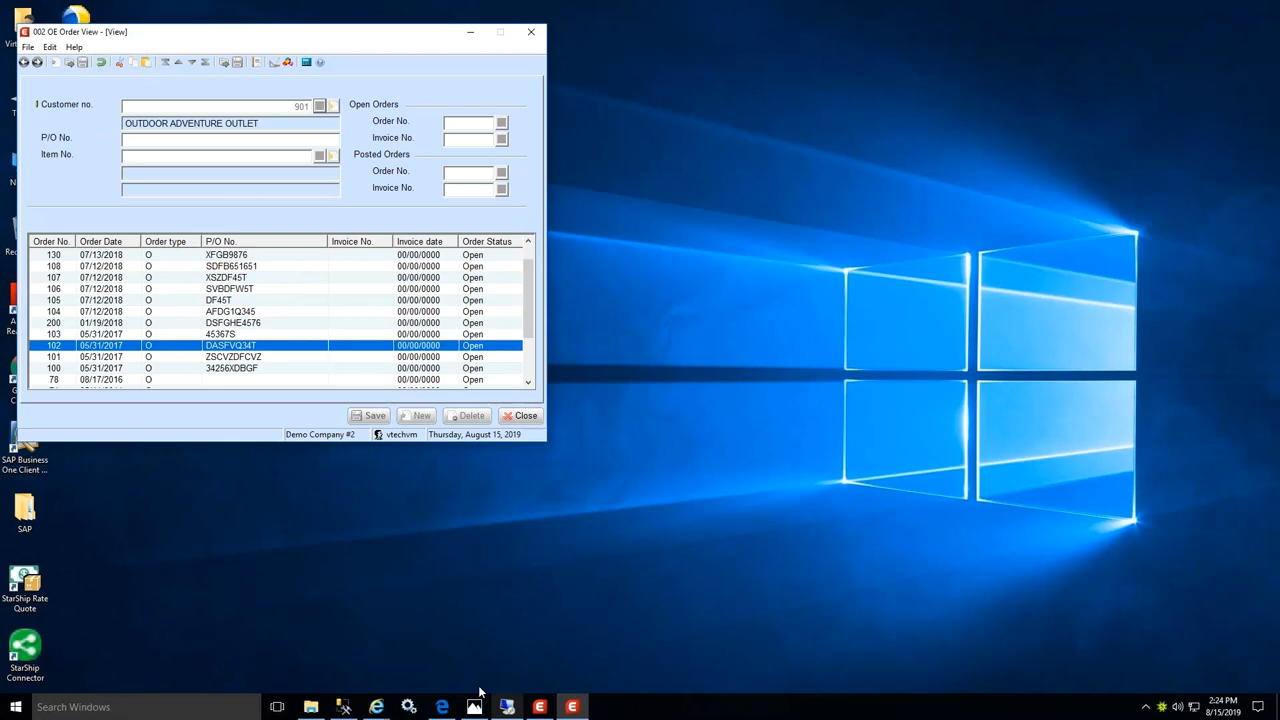 002 OE Order View - [View]
File Edit Help
Customer no. 901 Open Orders
OUTDOOR ADVENTURE OUTLET Order No.
P/O No. Invoice No.
Item No. Posted Orders
Order No.
Invoice No.
Order No. Order Date Order type P/O No. Invoice No. Invoice date Order Status
130 07/13/2018 O XFGB9876 00/00/0000 Open
108 07/12/2018 O SDFB651651 00/00/0000 Open
107 07/12/2018 O XSZDF45T 00/00/0000 Open
106 07/12/2018 O SVBDFW5T 00/00/0000 Open
105 07/12/2018 O DF45T 00/00/0000 Open
104 07/12/2018 O AFDG1Q345 00/00/0000 Open
200 01/19/2018 O DSFGHE4576 00/00/0000 Open
103 05/31/2017 O 45367S 00/00/0000 Open
102 05/31/2017 O DASFVQ34T 00/00/0000 Open
101 05/31/2017 O ZSCVZDFCVZ 00/00/0000 Open
100 05/31/2017 O 34256XDBGF 00/00/0000 Open
78 08/17/2016 O 00/00/0000 Open
Save New Delete Close
Demo Company #2 vtechvm Thursday, August 15, 2019
SAP Business
One Client ...
SAP
StarShip Rate
Quote
StarShip
Connector
Search Windows
2:24 PM
8/15/2019